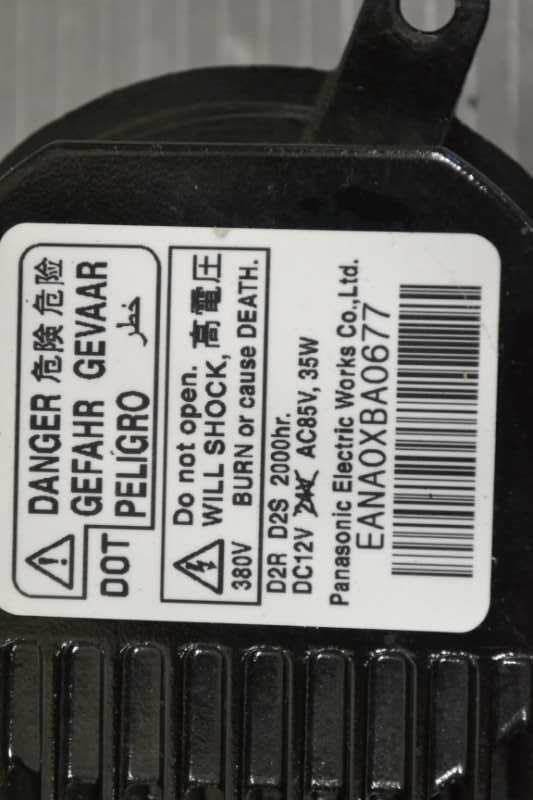 DANGER 危険 危险
GEFAHR GEVAAR
DOT PELÍGRO خطر
Do not open.
WILL SHOCK, 高電圧
380V BURN or cause DEATH.
D2R D2S 2000hr.
DC12V AC85V, 35W
Panasonic Electric Works Co.,Ltd.
EANA0XBA0677